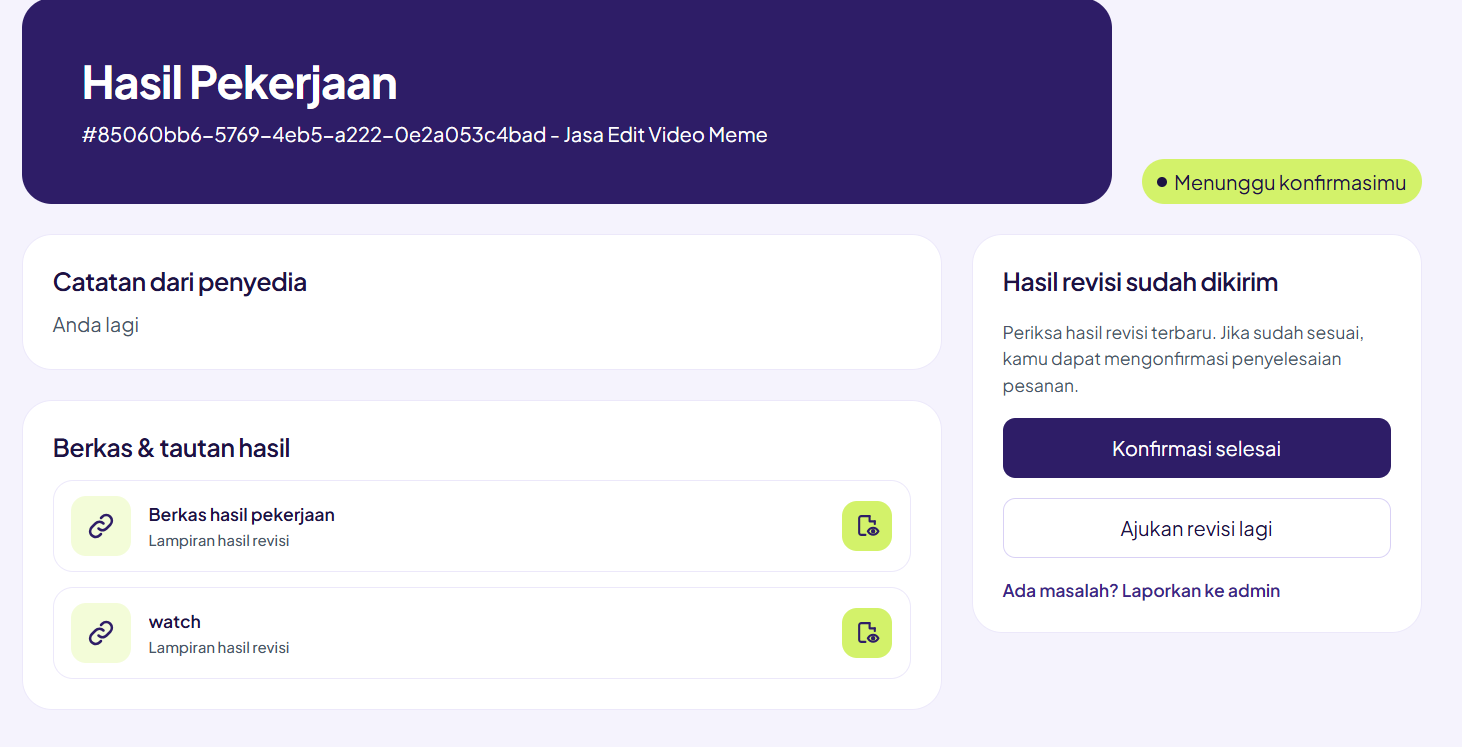 Hasil Pekerjaan
#85060bb6-5769-4eb5-a222-0e2a053c4bad - Jasa Edit Video Meme
Menunggu konfirmasimu
Catatan dari penyedia
Anda lagi
Berkas & tautan hasil
Berkas hasil pekerjaan
Lampiran hasil revisi
watch
Lampiran hasil revisi
Hasil revisi sudah dikirim
Periksa hasil revisi terbaru. Jika sudah sesuai,
kamu dapat mengonfirmasi penyelesaian
pesanan.
Konfirmasi selesai
Ajukan revisi lagi
Ada masalah? Laporkan ke admin